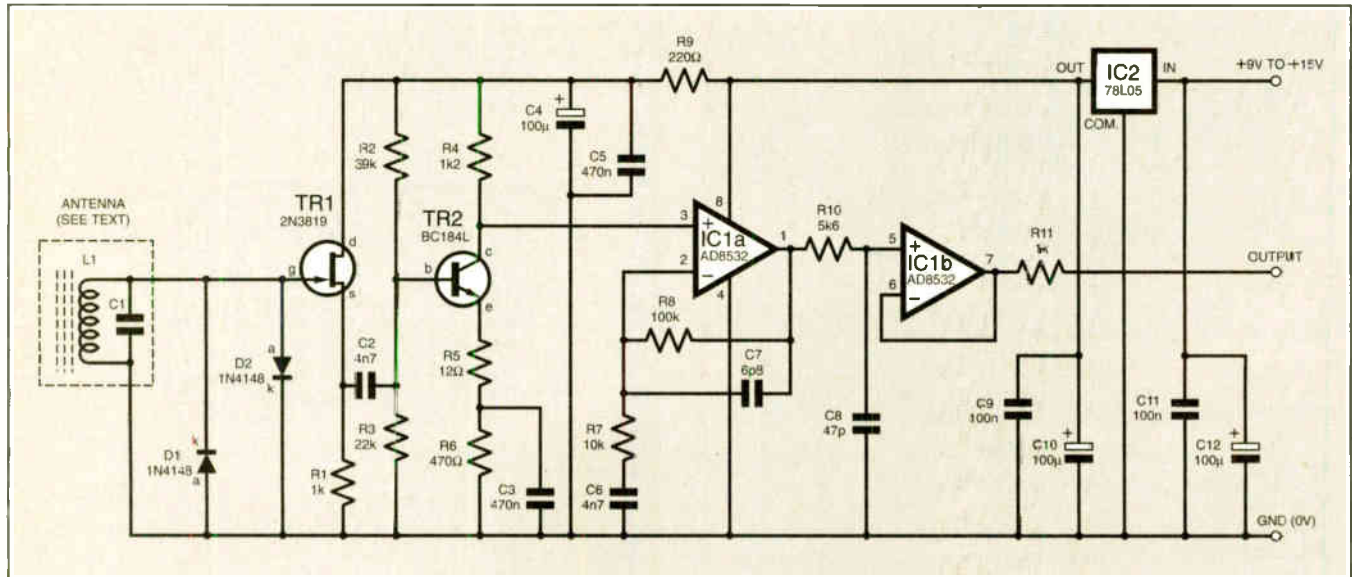 ANTENNA
(SEE TEXT)
L1
C1
D1
1N4148
k
a
D2
1N4148
a
k
TR1
2N3819
g
d
s
R1
1k
C2
4n7
R2
39k
R3
22k
TR2
BC184L
b
c
e
R4
1k2
R5
12Ω
R6
470Ω
C3
470n
C4
100µ
+
C5
470n
R9
220Ω
R8
100k
R7
10k
C6
4n7
C7
6p8
3
+
2
−
IC1a
AD8532
8
4
1
R10
5k6
C8
47p
5
+
6
−
IC1b
AD8532
7
R11
OUTPUT
C9
100n
C10
100µ
+
OUT
IC2
78L05
IN
COM.
C11
100n
C12
100µ
+
+9V TO +15V
GND (0V)